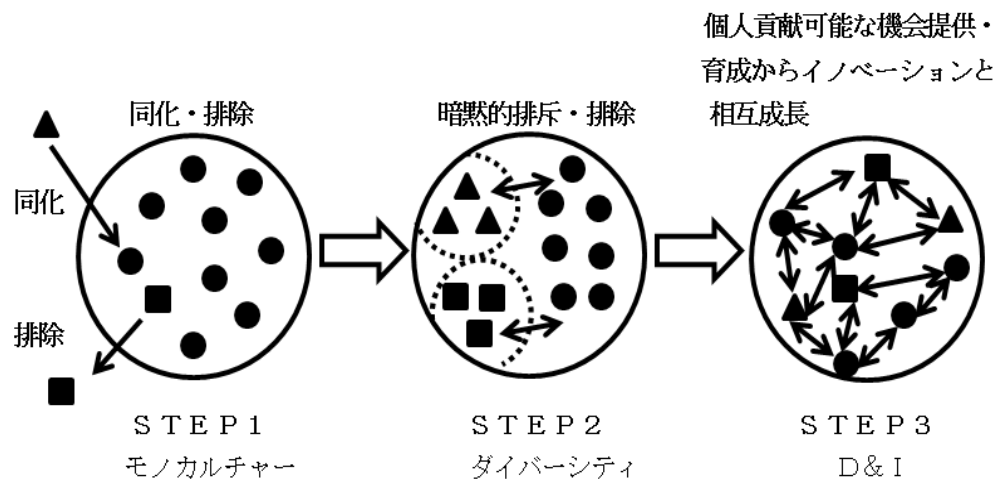 個人貢献可能な機会提供・
育成からイノベーションと
相互成長
同化・排除
暗黙的排斥・排除
同化
排除
ＳＴＥＰ１
ＳＴＥＰ２
ＳＴＥＰ３
モノカルチャー
ダイバーシティ
Ｄ＆Ｉ